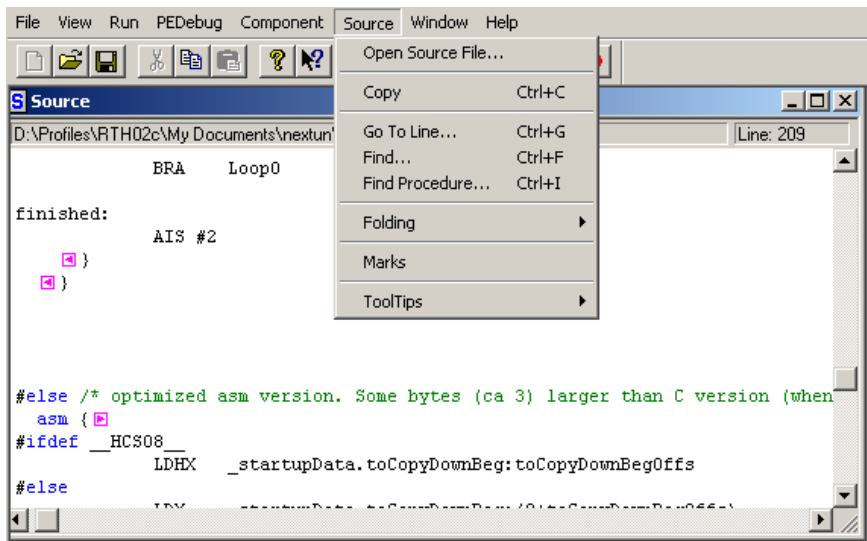 File View Run PEDebug Component Source Window Help
Open Source File...
Copy Ctrl+C
Go To Line... Ctrl+G
Find... Ctrl+F
Find Procedure... Ctrl+I
Folding
Marks
ToolTips
S Source
D:\Profiles\RTH02c\My Documents\nextun Line: 209
BRA Loop0
finished:
AIS #2
}
}
#else /* optimized asm version. Some bytes (ca 3) larger than C version (when
asm {
#ifdef __HCS08__
LDHX _startupData.toCopyDownBeg:toCopyDownBegOffs
#else